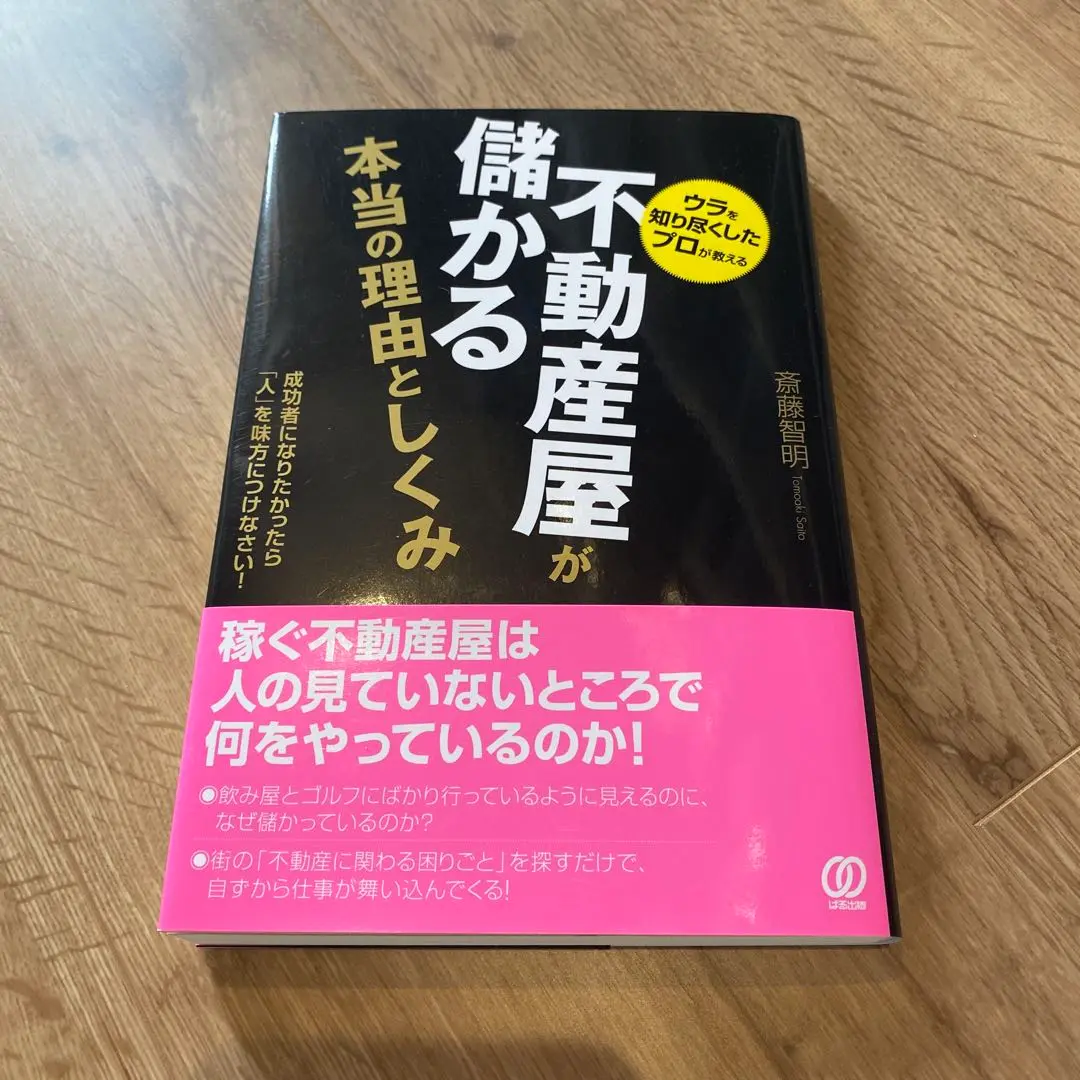 ウラを
知り尽くした
プロが教える
不動産屋が
儲かる
本当の理由としくみ
成功者になりたかったら
「人」を味方につけなさい！
斎藤智明
Tomoaki Saito
稼ぐ不動産屋は
人の見ていないところで
何をやっているのか！
●飲み屋とゴルフにばかり行っているように見えるのに、
なぜ儲かっているのか？
●街の「不動産に関わる困りごと」を探すだけで、
自ずから仕事が舞い込んでくる！
ぱる出版